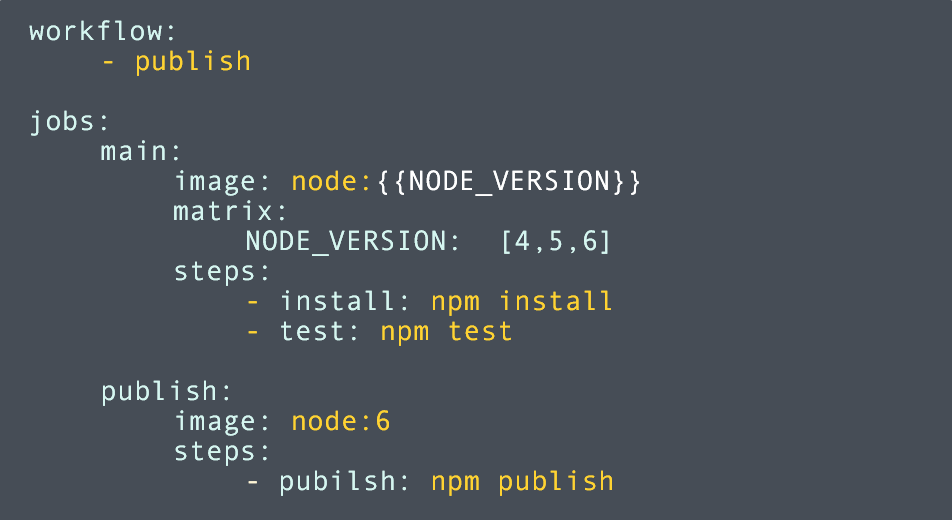 workflow:
- publish
jobs:
main:
image: node:{{NODE_VERSION}}
matrix:
NODE_VERSION: [4,5,6]
steps:
- install: npm install
- test: npm test
publish:
image: node:6
steps:
- pubilsh: npm publish